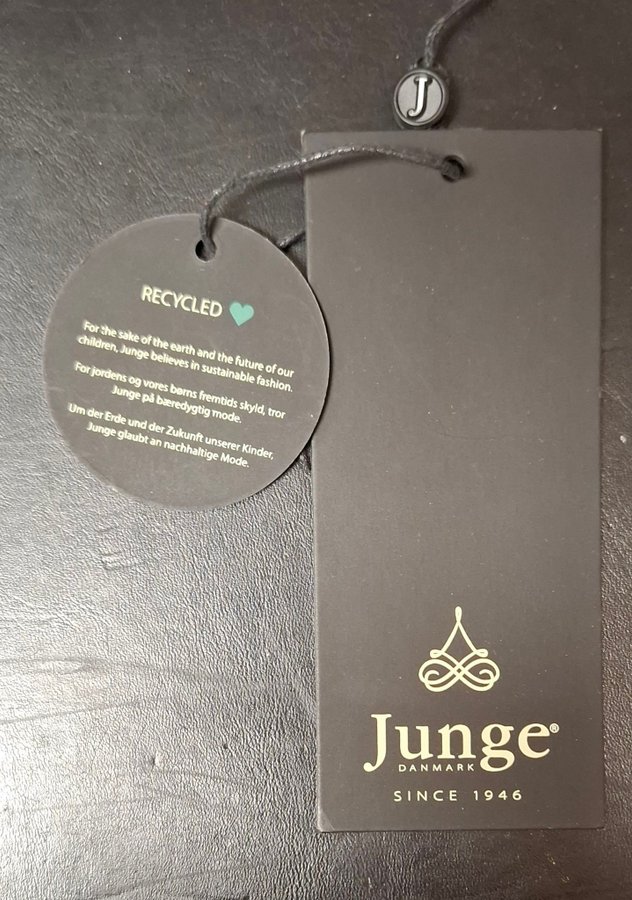 J
RECYCLED
For the sake of the earth and the future of our
children, Junge believes in sustainable fashion.
For jordens og vores børns fremtids skyld, tror
Junge på bæredygtig mode.
Um der Erde und der Zukunft unserer Kinder,
Junge glaubt an nachhaltige Mode.
Junge®
DANMARK
SINCE 1946